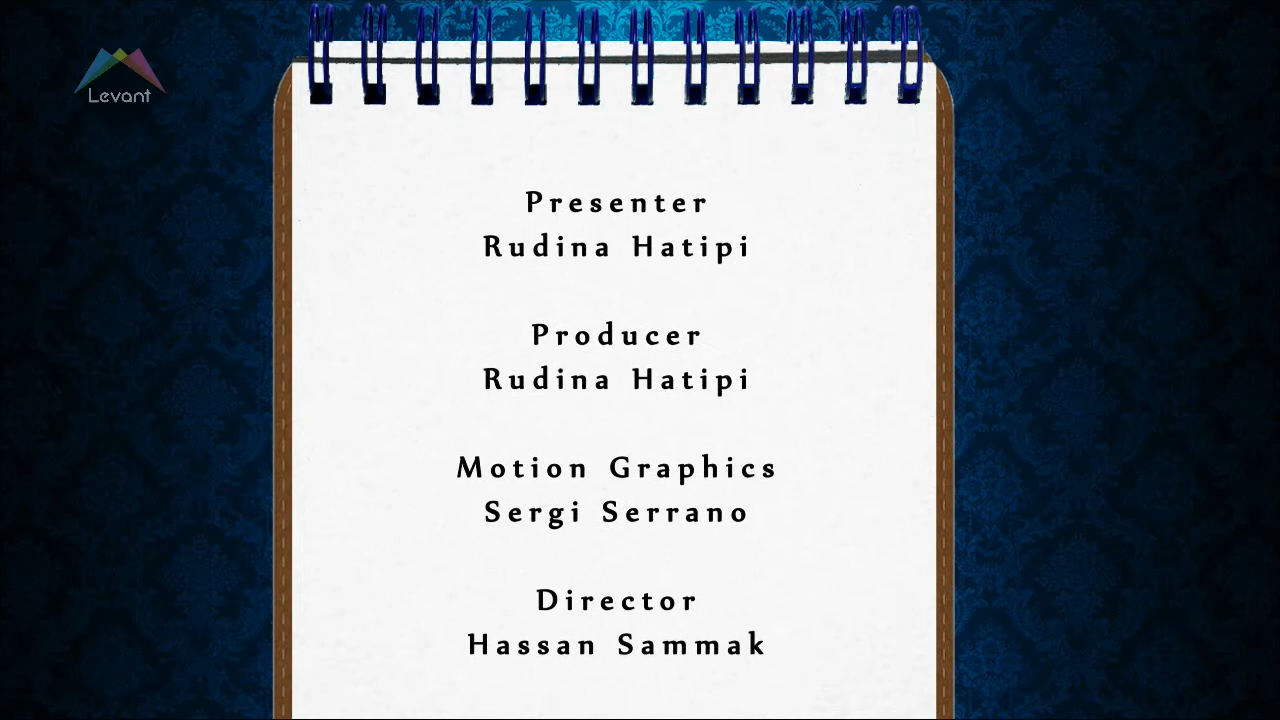 Levant
Presenter
Rudina Hatipi
Producer
Rudina Hatipi
Motion Graphics
Sergi Serrano
Director
Hassan Sammak